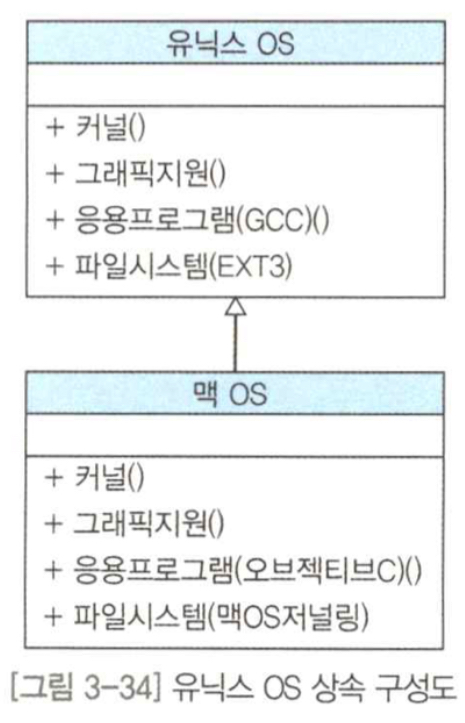 유닉스 OS
+ 커널()
+ 그래픽지원()
+ 응용프로그램(GCC)()
+ 파일시스템(EXT3)
맥 OS
+ 커널()
+ 그래픽지원()
+ 응용프로그램(오브젝티브C)()
+ 파일시스템(맥OS저널링)
[그림 3-34] 유닉스 OS 상속 구성도